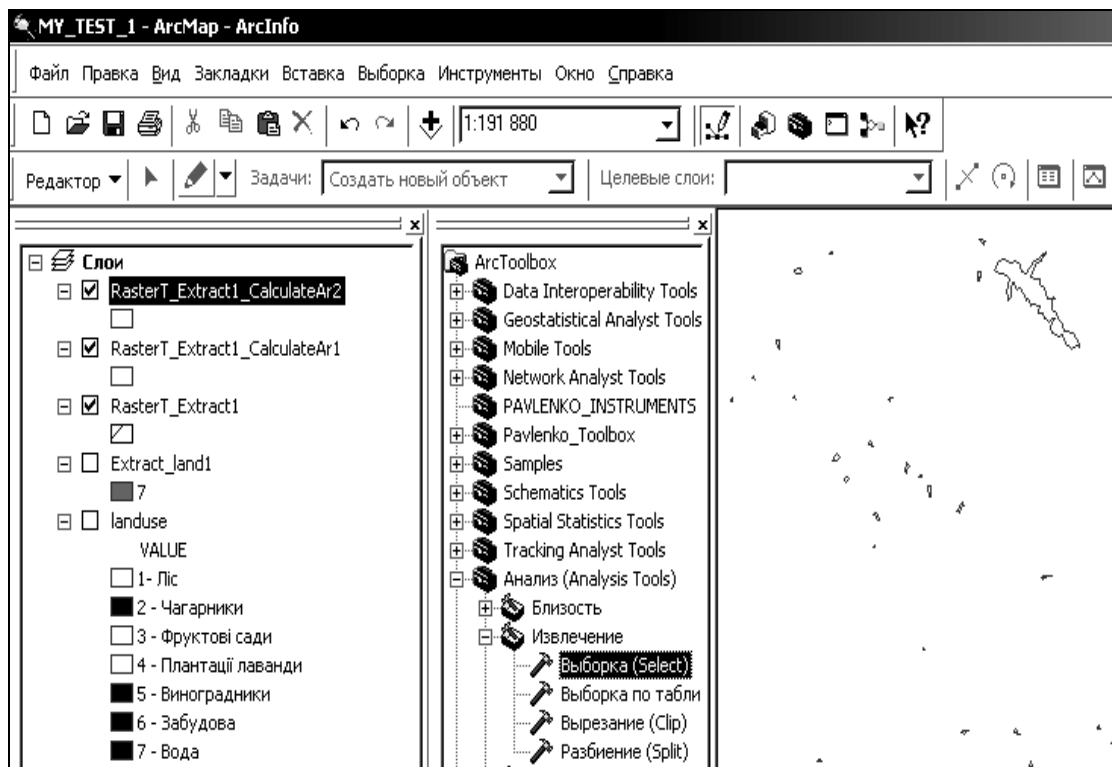 MY_TEST_1 - ArcMap - ArcInfo
Файл Правка Вид Закладки Вставка Выборка Инструменты Окно Справка
1:191 880
Редактор Задачи: Создать новый объект Целевые слои:
Слои
RasterT_Extract1_CalculateAr2
RasterT_Extract1_CalculateAr1
RasterT_Extract1
Extract_land1
7
landuse
VALUE
1- Ліс
2 - Чагарники
3 - Фруктові сади
4 - Плантації лаванди
5 - Виноградники
6 - Забудова
7 - Вода
ArcToolbox
Data Interoperability Tools
Geostatistical Analyst Tools
Mobile Tools
Network Analyst Tools
PAVLENKO_INSTRUMENTS
Pavlenko_Toolbox
Samples
Schematics Tools
Spatial Statistics Tools
Tracking Analyst Tools
Анализ (Analysis Tools)
Близость
Извлечение
Выборка (Select)
Выборка по табли
Вырезание (Clip)
Разбиение (Split)